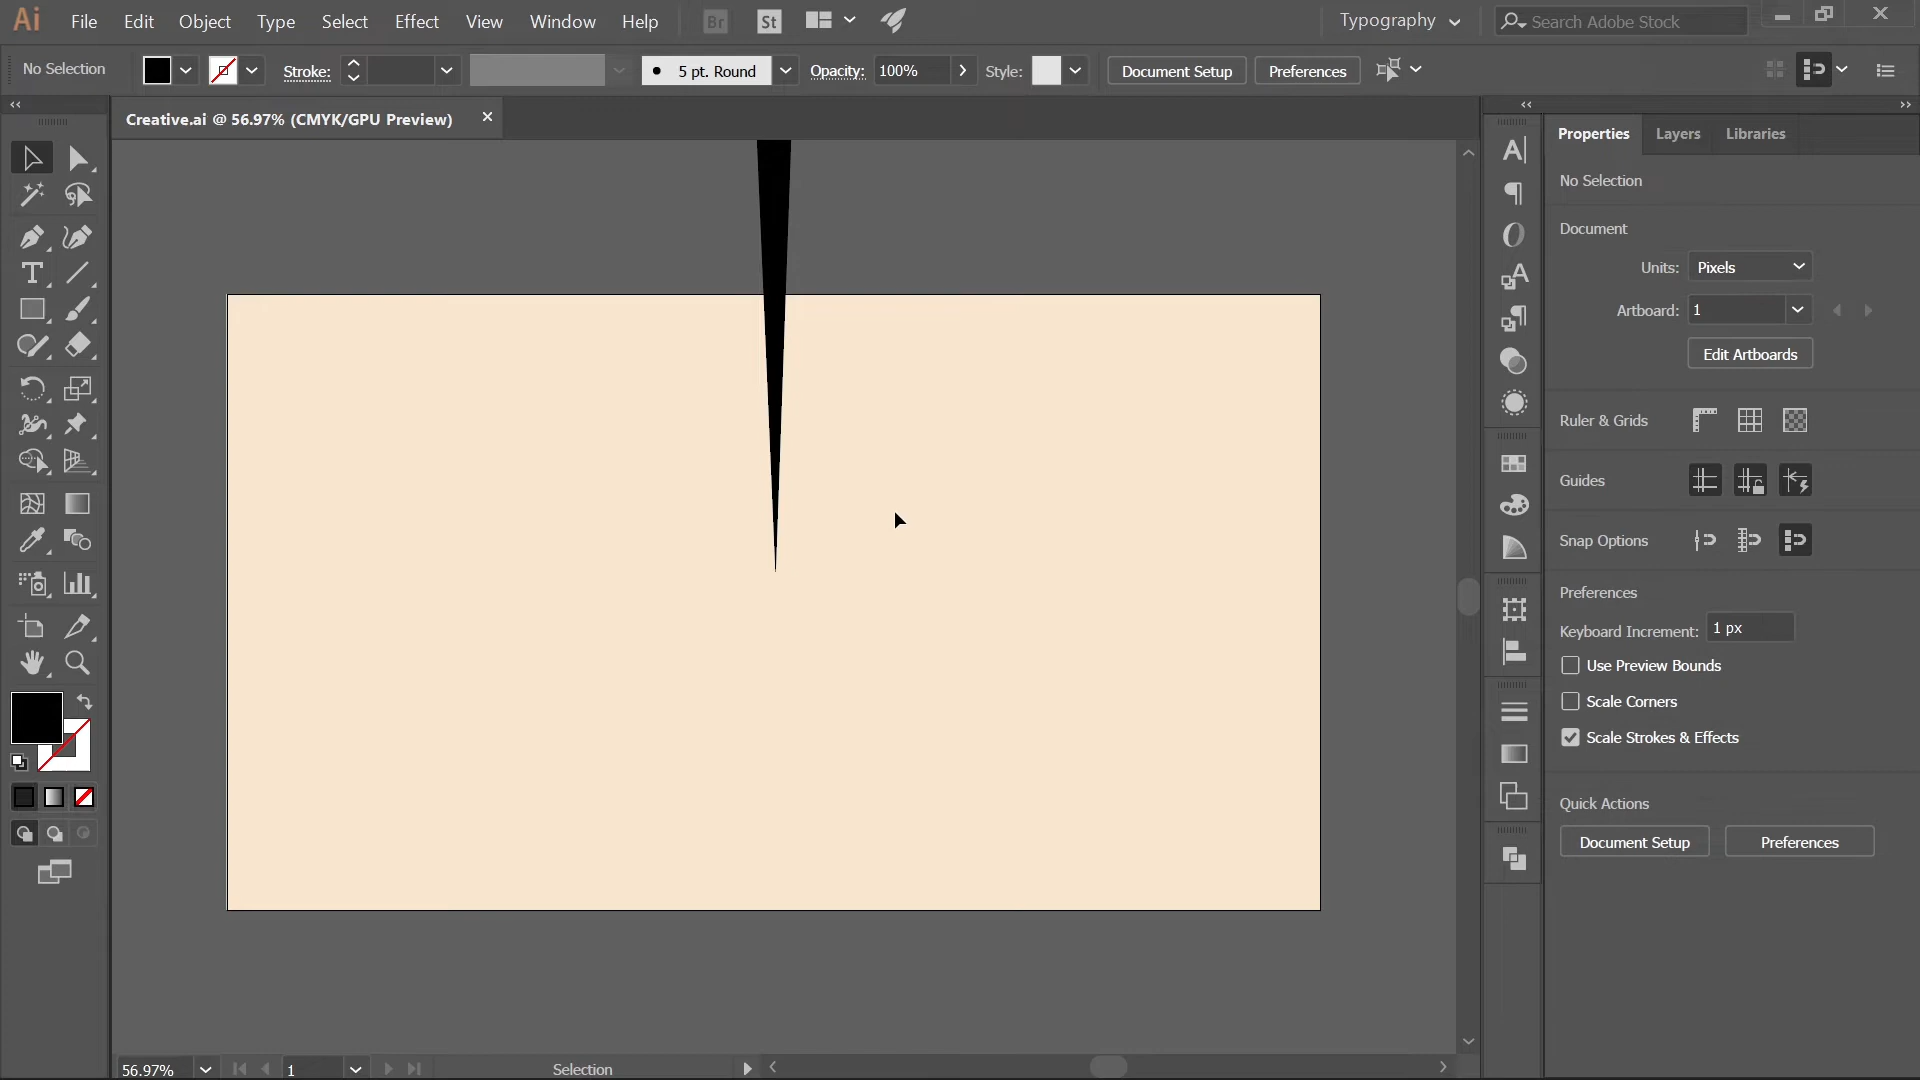 Ai File Edit Object Type Select Effect View Window Help Br St Typography Search Adobe Stock
No Selection Stroke: 5 pt. Round Opacity: 100% Style: Document Setup Preferences
Creative.ai @ 56.97% (CMYK/GPU Preview)
Properties Layers Libraries
No Selection
Document
Units: Pixels
Artboard: 1
Edit Artboards
Ruler & Grids
Guides
Snap Options
Preferences
Keyboard Increment: 1 px
Use Preview Bounds
Scale Corners
Scale Strokes & Effects
Quick Actions
Document Setup Preferences
56.97% 1 Selection